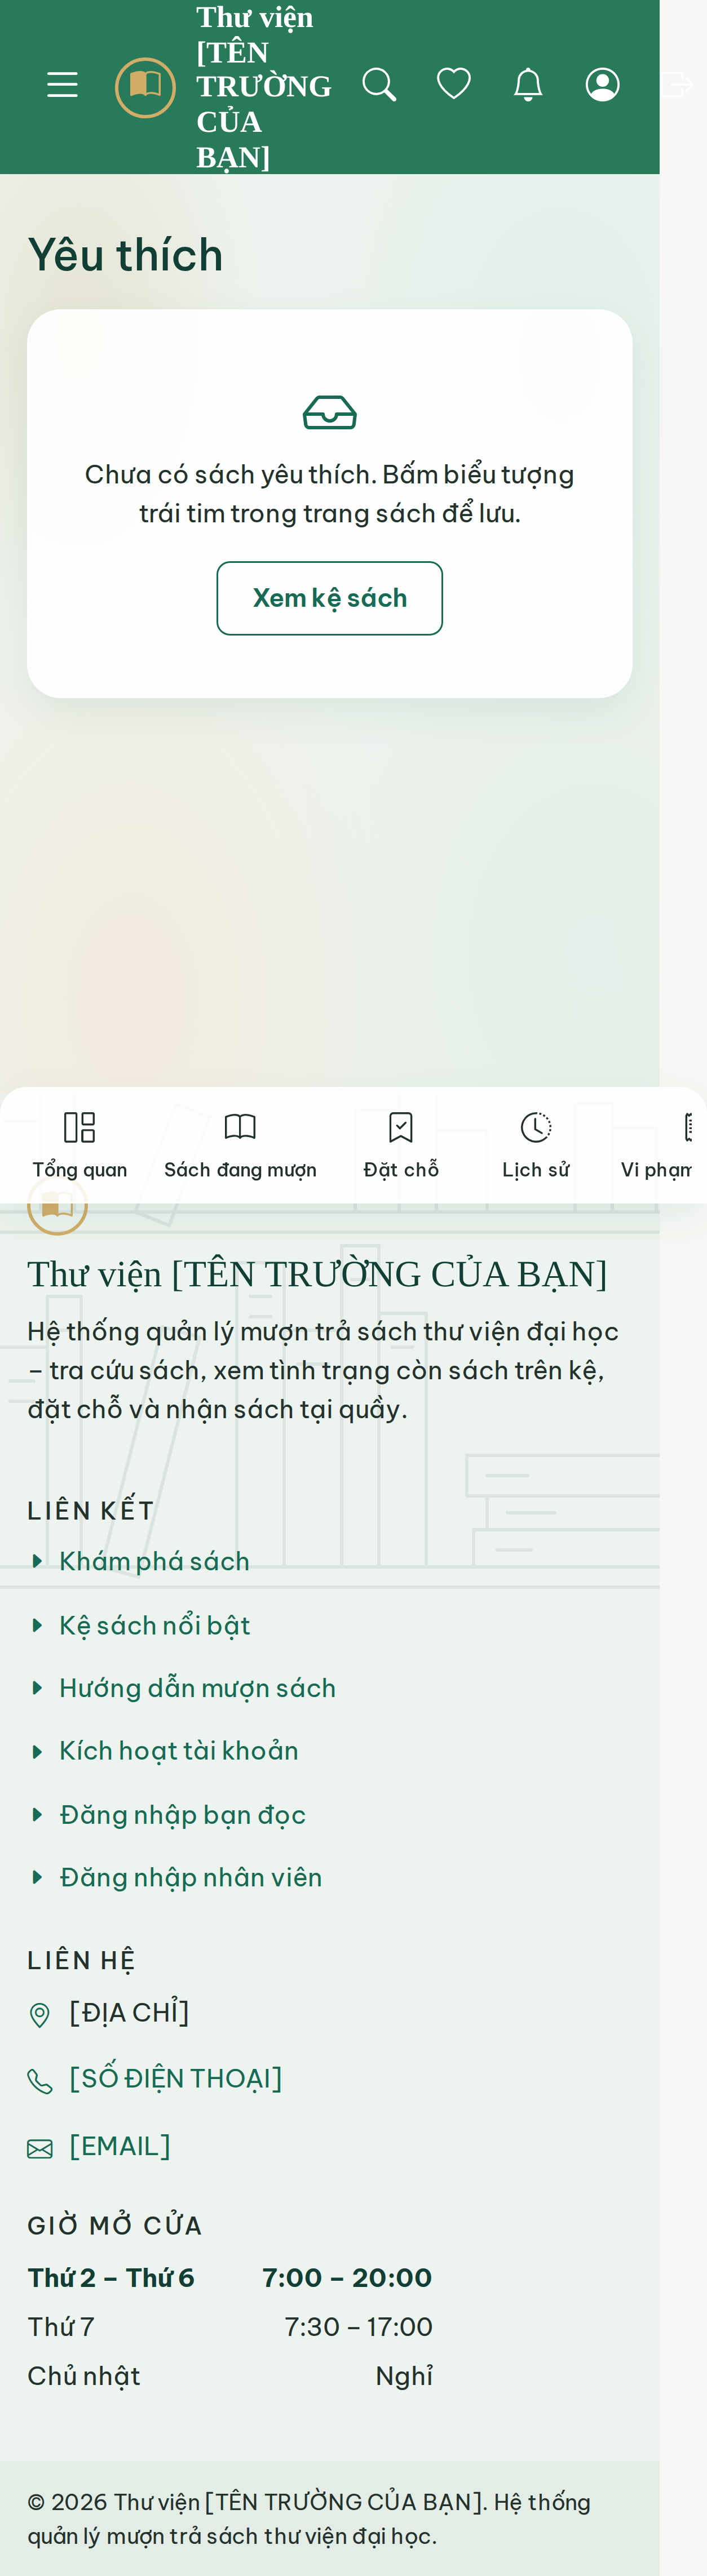 Thư viện
[TÊN
TRƯỜNG
CỦA
BẠN]
Yêu thích
Chưa có sách yêu thích. Bấm biểu tượng
trái tim trong trang sách để lưu.
Xem kệ sách
Tổng quan
Sách đang mượn
Đặt chỗ
Lịch sử
Vi phạm
Thư viện [TÊN TRƯỜNG CỦA BẠN]
Hệ thống quản lý mượn trả sách thư viện đại học
– tra cứu sách, xem tình trạng còn sách trên kệ,
đặt chỗ và nhận sách tại quầy.
LIÊN KẾT
Khám phá sách
Kệ sách nổi bật
Hướng dẫn mượn sách
Kích hoạt tài khoản
Đăng nhập bạn đọc
Đăng nhập nhân viên
LIÊN HỆ
[ĐỊA CHỈ]
[SỐ ĐIỆN THOẠI]
[EMAIL]
GIỜ MỞ CỬA
Thứ 2 – Thứ 6 7:00 – 20:00
Thứ 7 7:30 – 17:00
Chủ nhật Nghỉ
© 2026 Thư viện [TÊN TRƯỜNG CỦA BẠN]. Hệ thống
quản lý mượn trả sách thư viện đại học.